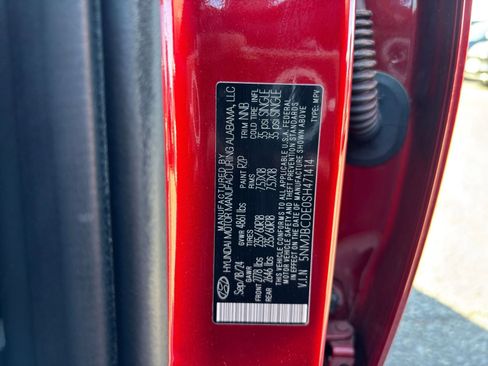 HYUNDAI MANUFACTURED BY
HYUNDAI MOTOR MANUFACTURING ALABAMA, LLC
Sep/18/24 GVWR 4861 lbs PAINT R2P TRIM NNB
GAWR TIRES RIMS COLD TIRE INFL
FRONT 2778 lbs 235/60R18 7.5JX18 35 psi SINGLE
REAR 2646 lbs 235/60R18 7.5JX18 35 psi SINGLE
THIS VEHICLE CONFORMS TO ALL APPLICABLE U.S.A. FEDERAL
MOTOR VEHICLE SAFETY AND THEFT PREVENTION STANDARDS
IN EFFECT ON THE DATE OF MANUFACTURE SHOWN ABOVE.
V.I.N 5NMJBCDE0SH471414 TYPE: MPV